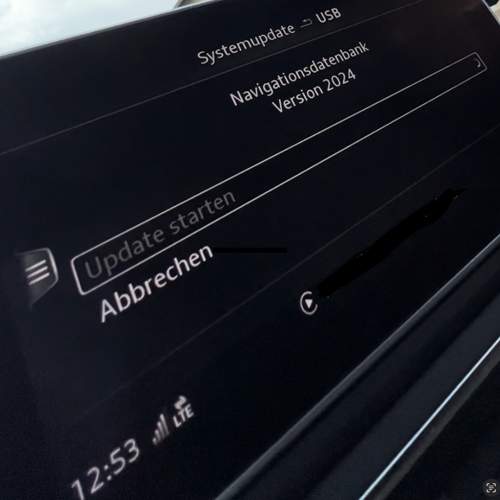 Systemupdate USB
Navigationsdatenbank
Version 2024
Update starten
Abbrechen
12:53 LTE